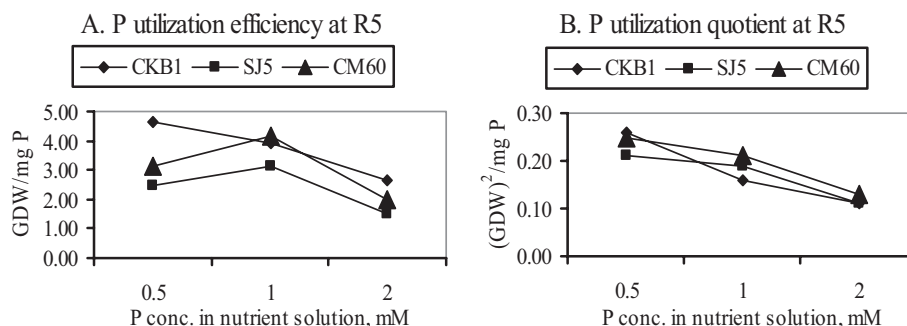 A. P utilization efficiency at R5
CKB1 SJ5 CM60
GDW/mg P
5.00
4.00
3.00
2.00
1.00
0.00
0.5 1 2
P conc. in nutrient solution, mM
B. P utilization quotient at R5
CKB1 SJ5 CM60
(GDW)²/mg P
0.30
0.20
0.10
0.00
0.5 1 2
P conc. in nutrient solution, mM